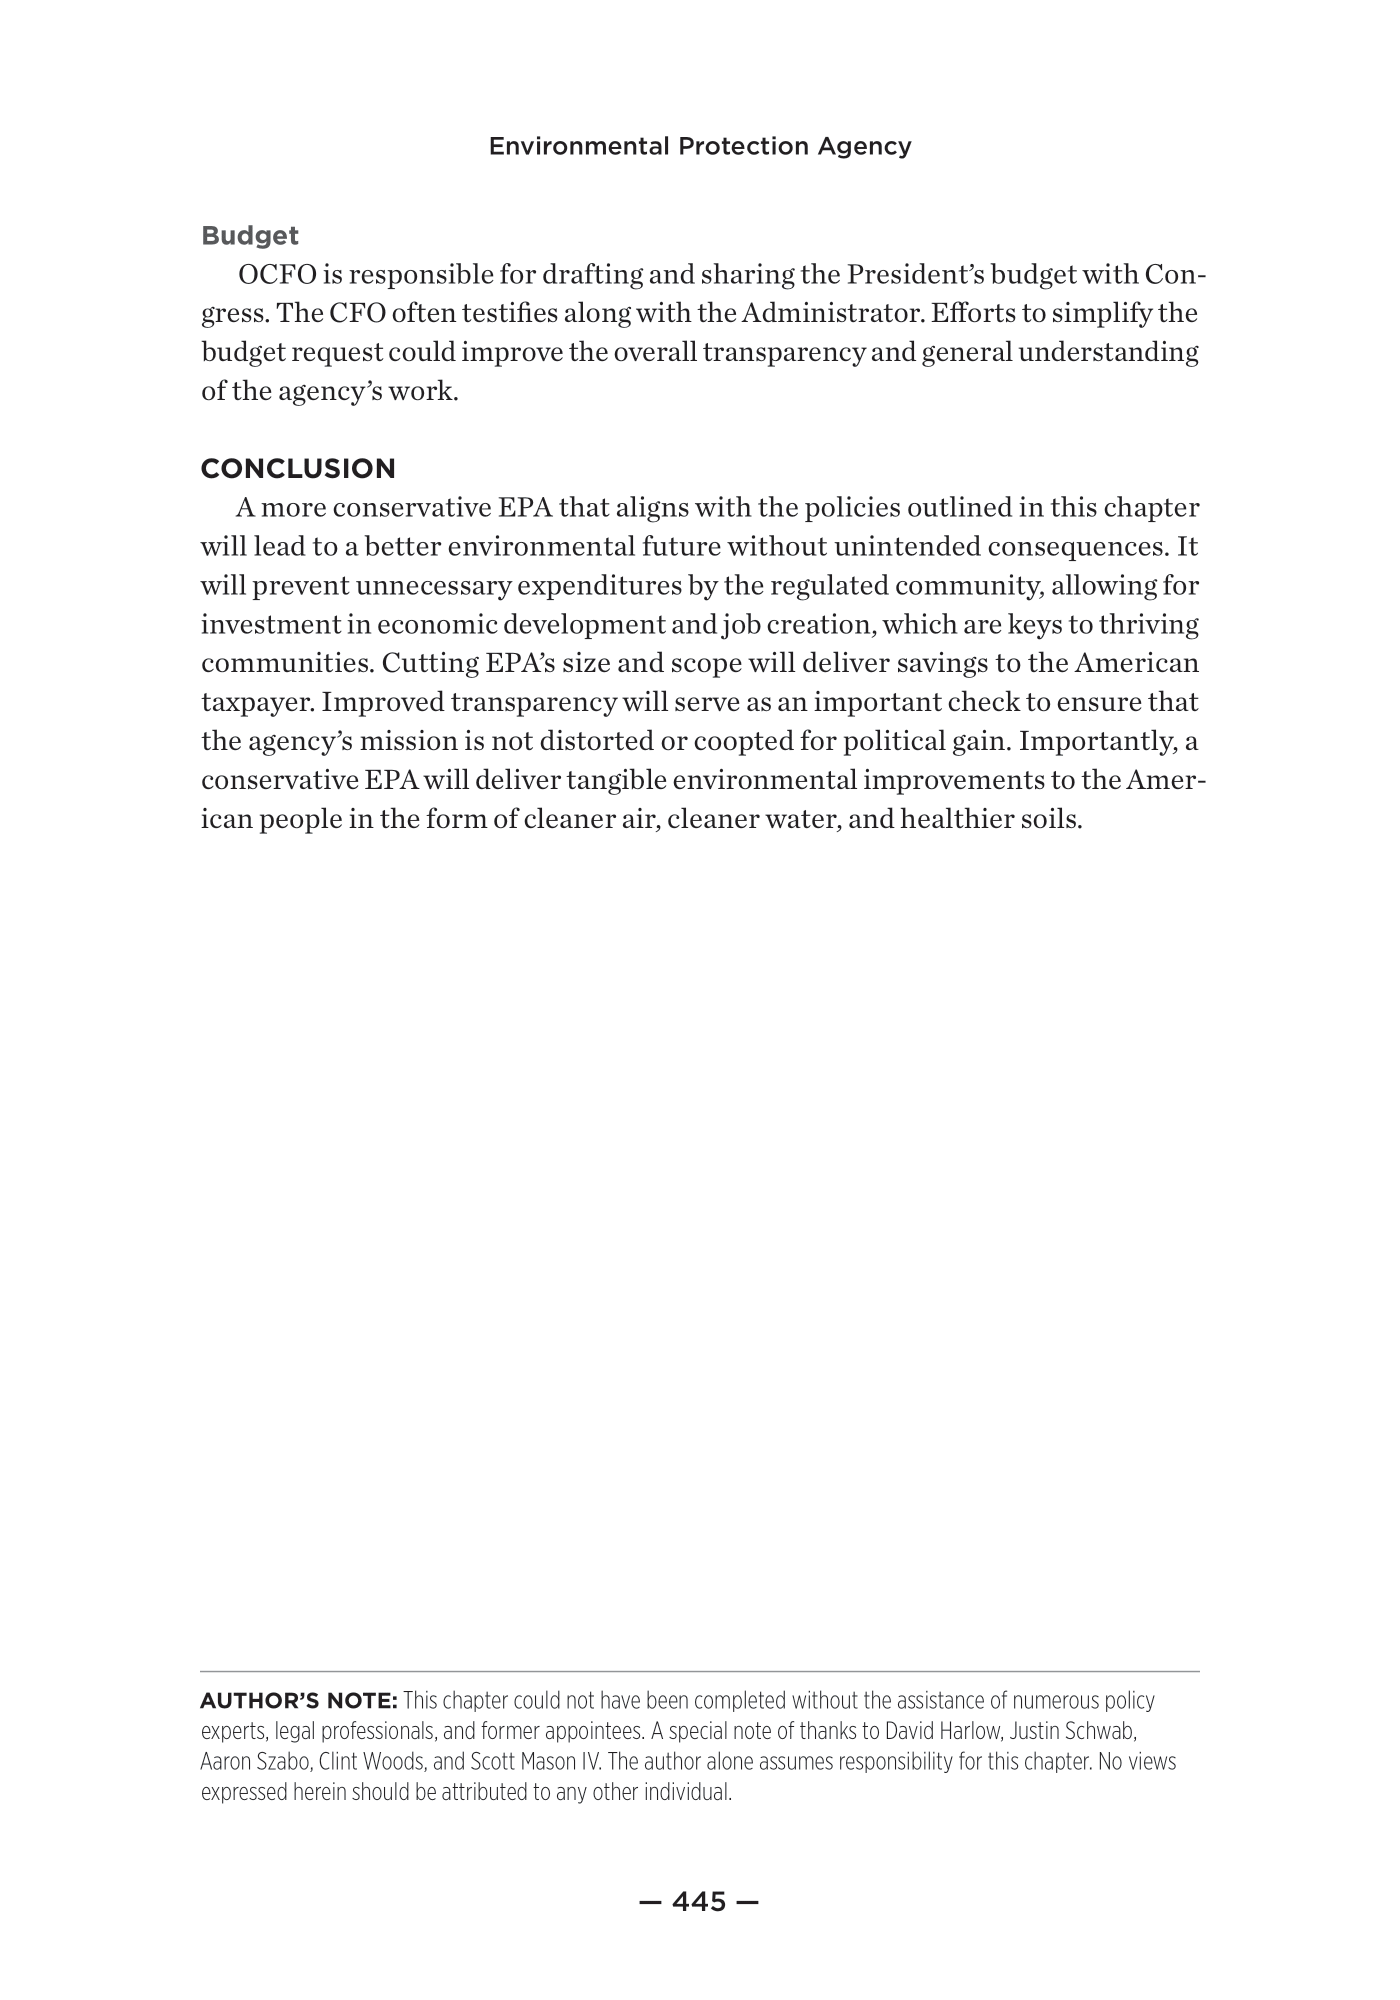 Environmental Protection Agency
Budget
OCFO is responsible for drafting and sharing the President’s budget with Con-
gress. The CFO often testifies along with the Administrator. Efforts to simplify the
budget request could improve the overall transparency and general understanding
of the agency’s work.
CONCLUSION
A more conservative EPA that aligns with the policies outlined in this chapter
will lead to a better environmental future without unintended consequences. It
will prevent unnecessary expenditures by the regulated community, allowing for
investment in economic development and job creation, which are keys to thriving
communities. Cutting EPA’s size and scope will deliver savings to the American
taxpayer. Improved transparency will serve as an important check to ensure that
the agency’s mission is not distorted or coopted for political gain. Importantly, a
conservative EPA will deliver tangible environmental improvements to the Amer-
ican people in the form of cleaner air, cleaner water, and healthier soils.
AUTHOR’S NOTE: This chapter could not have been completed without the assistance of numerous policy
experts, legal professionals, and former appointees. A special note of thanks to David Harlow, Justin Schwab,
Aaron Szabo, Clint Woods, and Scott Mason IV. The author alone assumes responsibility for this chapter. No views
expressed herein should be attributed to any other individual.
— 445 —